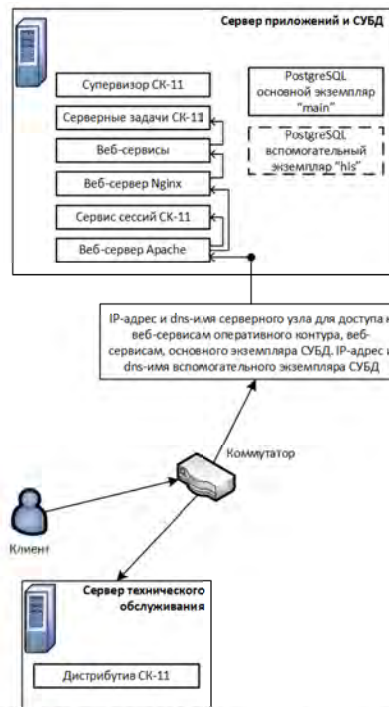 Сервер приложений и СУБД
Супервизор СК-11
Серверные задачи СК-11
Веб-сервисы
Веб-сервер Nginx
Сервис сессий СК-11
Веб-сервер Apache
PostgreSQL
основной экземпляр
"main"
PostgreSQL
вспомогательный
экземпляр "his"
IP-адрес и dns-имя серверного узла для доступа к
веб-сервисам оперативного контура, веб-
сервисам, основного экземпляра СУБД. IP-адрес и
dns-имя вспомогательного экземпляра СУБД
Коммутатор
Клиент
Сервер технического
обслуживания
Дистрибутив СК-11